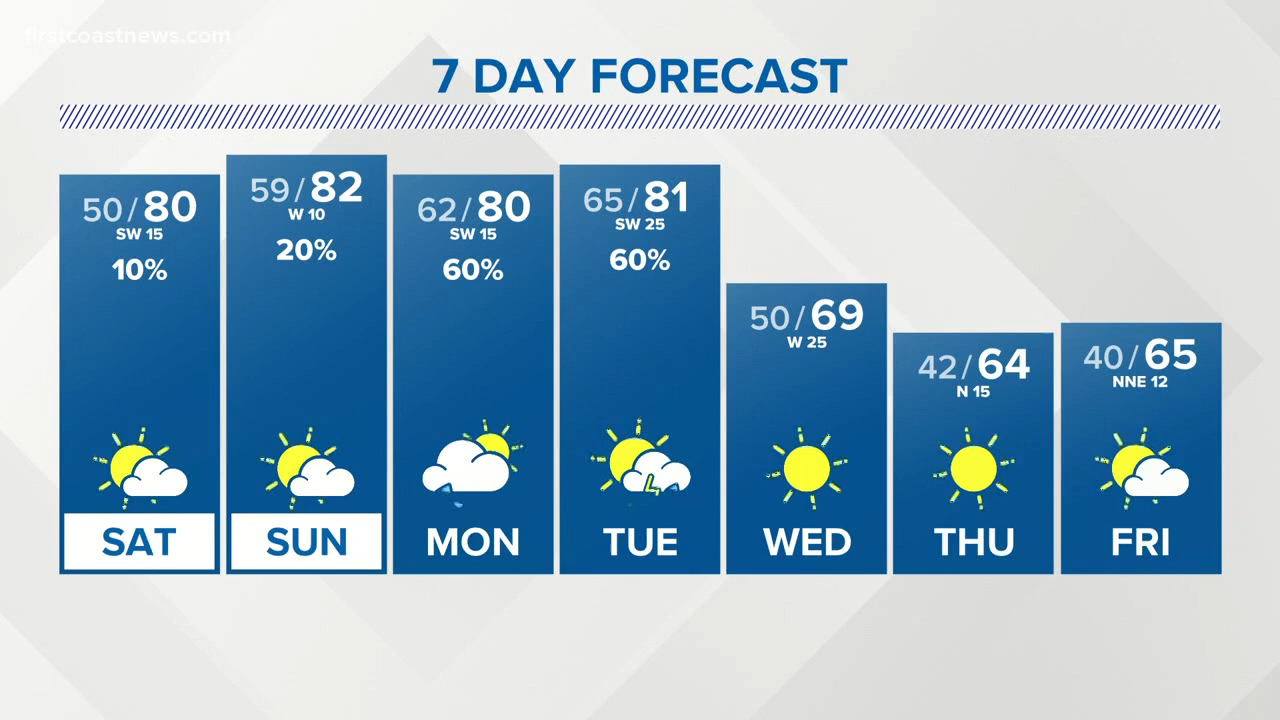 firstcoastnews.com
7 DAY FORECAST
50/80
SW 15
10%
SAT
59/82
W 10
20%
SUN
62/80
SW 15
60%
MON
65/81
SW 25
60%
TUE
50/69
W 25
WED
42/64
N 15
THU
40/65
NNE 12
FRI